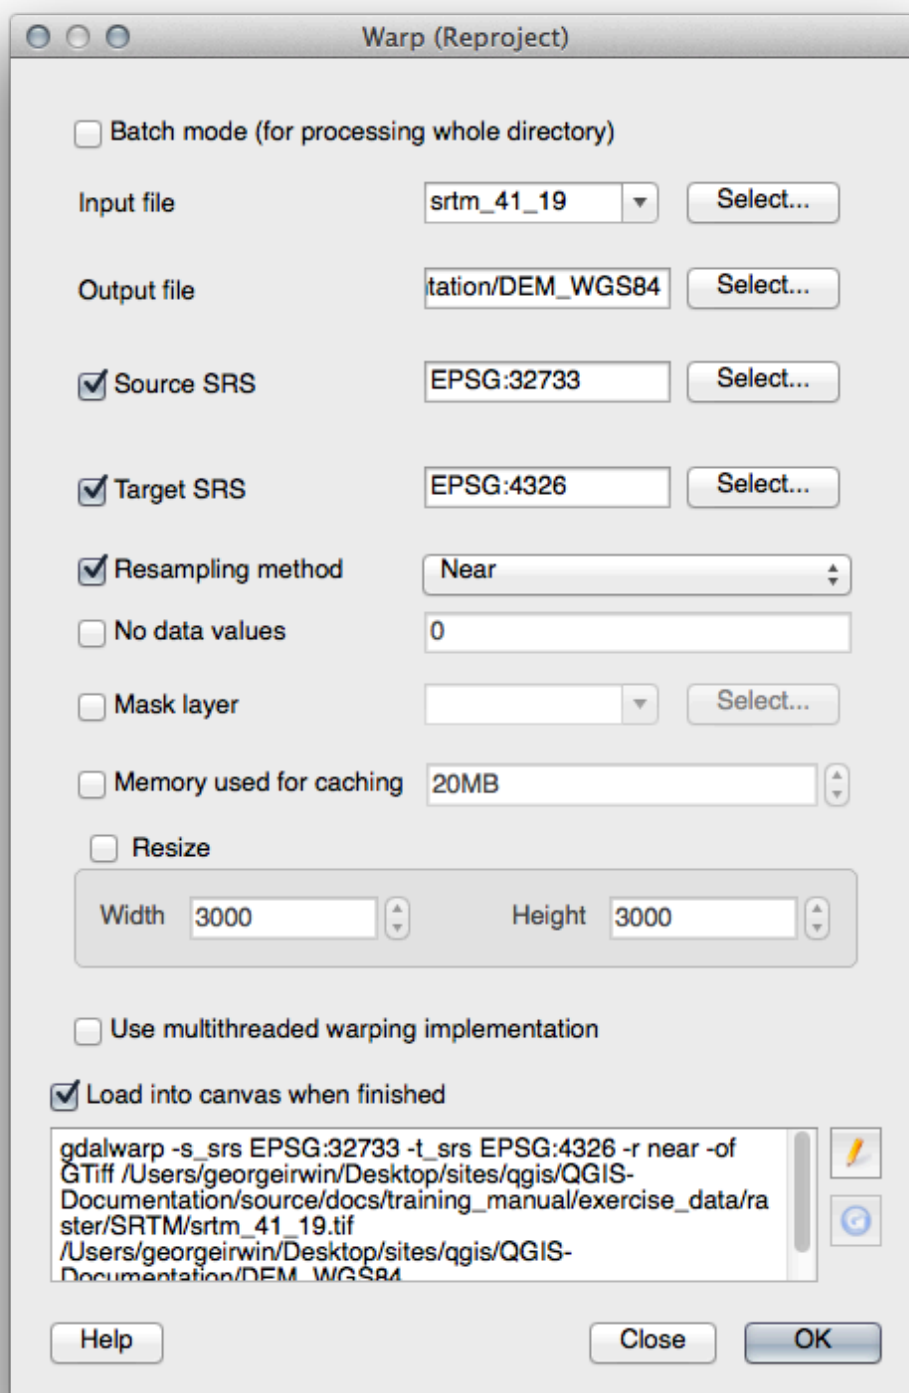 Warp (Reproject)
Batch mode (for processing whole directory)
Input file srtm_41_19 Select...
Output file tation/DEM_WGS84 Select...
Source SRS EPSG:32733 Select...
Target SRS EPSG:4326 Select...
Resampling method Near
No data values 0
Mask layer Select...
Memory used for caching 20MB
Resize
Width 3000 Height 3000
Use multithreaded warping implementation
Load into canvas when finished
gdalwarp -s_srs EPSG:32733 -t_srs EPSG:4326 -r near -of
GTiff /Users/georgeirwin/Desktop/sites/qgis/QGIS-
Documentation/source/docs/training_manual/exercise_data/ra
ster/SRTM/srtm_41_19.tif
/Users/georgeirwin/Desktop/sites/qgis/QGIS-
Documentation/DEM_WGS84
Help Close OK